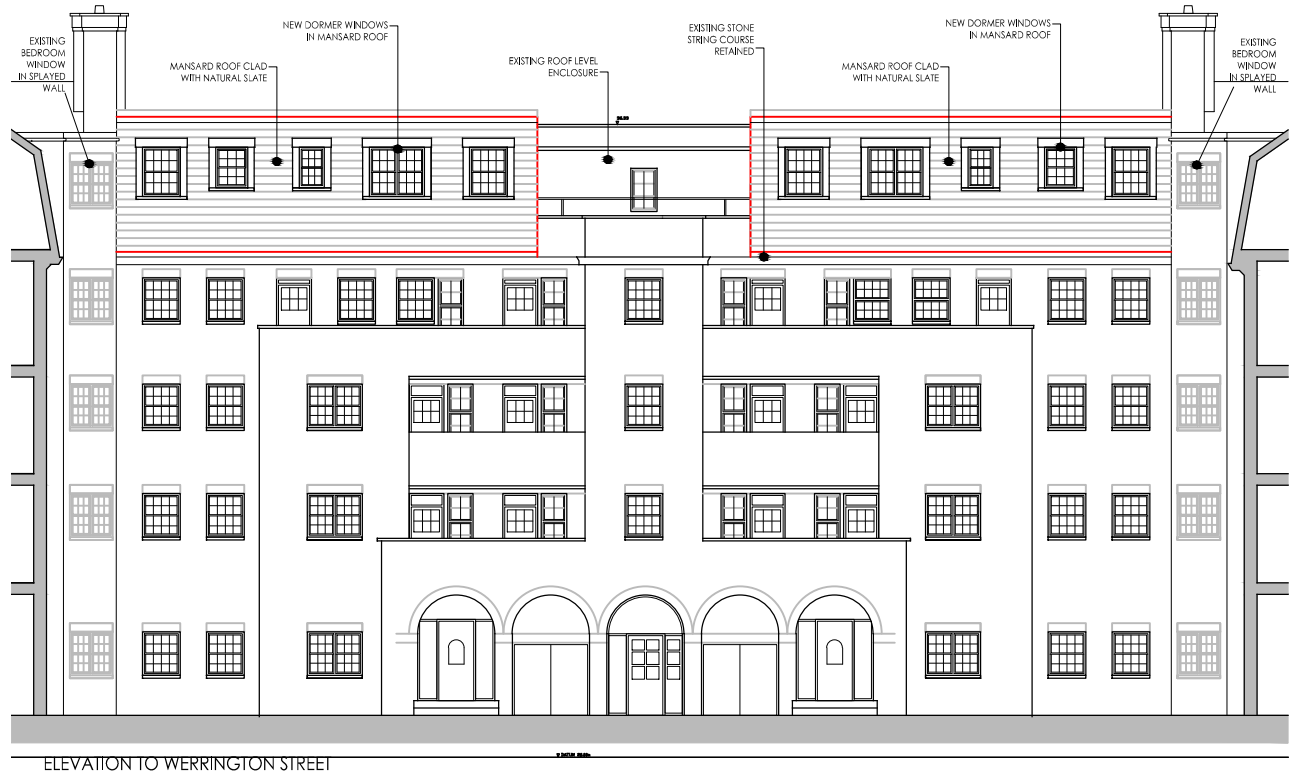 EXISTING
BEDROOM
WINDOW
IN SPLAYED
WALL
MANSARD ROOF CLAD
WITH NATURAL SLATE
NEW DORMER WINDOWS
IN MANSARD ROOF
EXISTING ROOF LEVEL
ENCLOSURE
EXISTING STONE
STRING COURSE
RETAINED
MANSARD ROOF CLAD
WITH NATURAL SLATE
NEW DORMER WINDOWS
IN MANSARD ROOF
EXISTING
BEDROOM
WINDOW
IN SPLAYED
WALL
ELEVATION TO WERRINGTON STREET